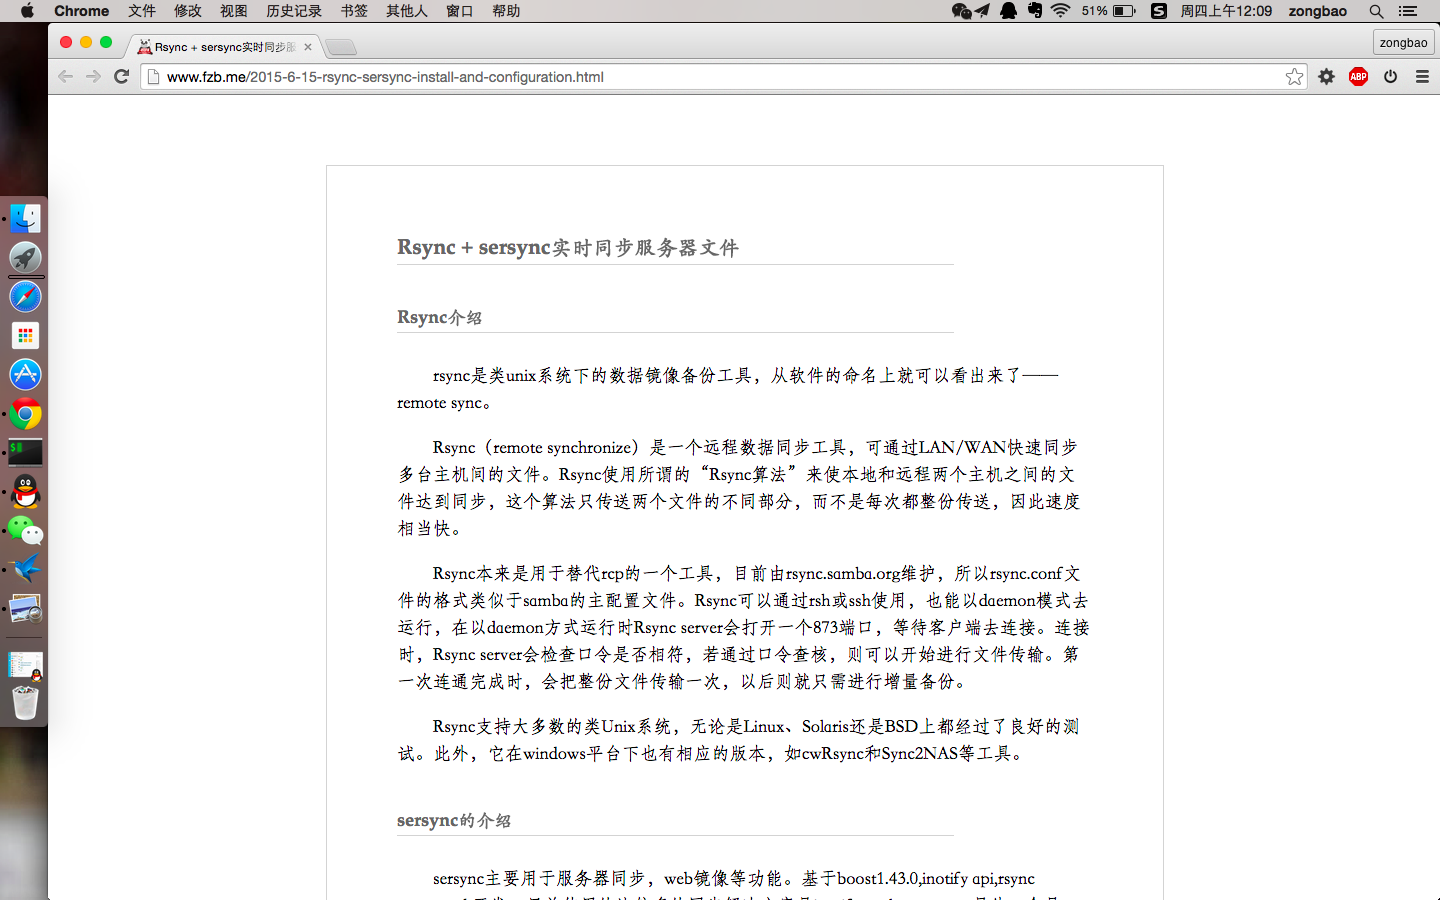 Chrome 文件 修改 视图 历史记录 书签 其他人 窗口 帮助 51% 周四上午12:09 zongbao
Rsync + sersync实时同步服
zongbao
www.fzb.me/2015-6-15-rsync-sersync-install-and-configuration.html
ABP
Rsync + sersync实时同步服务器文件
Rsync介绍
rsync是类unix系统下的数据镜像备份工具，从软件的命名上就可以看出来了——
remote sync。
Rsync（remote synchronize）是一个远程数据同步工具，可通过LAN/WAN快速同步
多台主机间的文件。Rsync使用所谓的“Rsync算法”来使本地和远程两个主机之间的文
件达到同步，这个算法只传送两个文件的不同部分，而不是每次都整份传送，因此速度
相当快。
Rsync本来是用于替代rcp的一个工具，目前由rsync.samba.org维护，所以rsync.conf文
件的格式类似于samba的主配置文件。Rsync可以通过rsh或ssh使用，也能以daemon模式去
运行，在以daemon方式运行时Rsync server会打开一个873端口，等待客户端去连接。连接
时，Rsync server会检查口令是否相符，若通过口令查核，则可以开始进行文件传输。第
一次连通完成时，会把整份文件传输一次，以后则就只需进行增量备份。
Rsync支持大多数的类Unix系统，无论是Linux、Solaris还是BSD上都经过了良好的测
试。此外，它在windows平台下也有相应的版本，如cwRsync和Sync2NAS等工具。
sersync的介绍
sersync主要用于服务器同步，web镜像等功能。基于boost1.43.0,inotify api,rsync